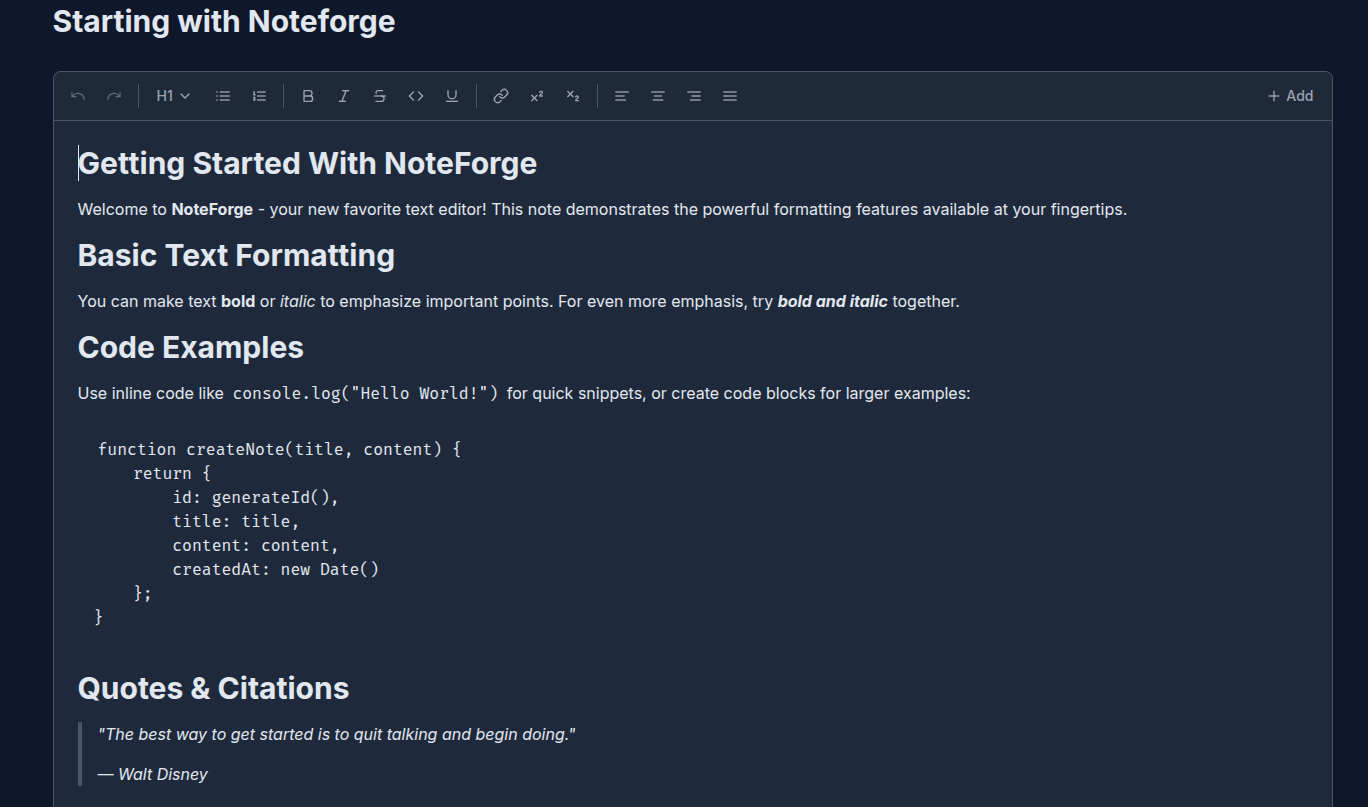 Starting with Noteforge
H1
Add
Getting Started With NoteForge
Welcome to NoteForge - your new favorite text editor! This note demonstrates the powerful formatting features available at your fingertips.
Basic Text Formatting
You can make text bold or italic to emphasize important points. For even more emphasis, try bold and italic together.
Code Examples
Use inline code like console.log("Hello World!") for quick snippets, or create code blocks for larger examples:
function createNote(title, content) {
    return {
        id: generateId(),
        title: title,
        content: content,
        createdAt: new Date()
    };
}
Quotes & Citations
"The best way to get started is to quit talking and begin doing."
— Walt Disney